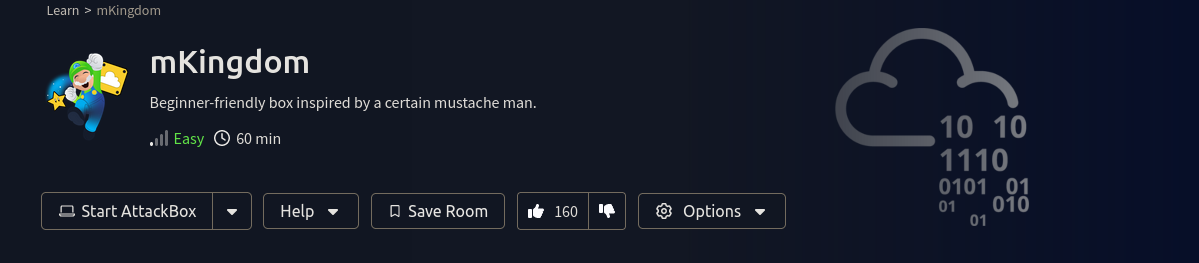 Learn > mKingdom
mKingdom
Beginner-friendly box inspired by a certain mustache man.
Easy 60 min
Start AttackBox Help Save Room 160 Options
10 10
1110
0101 01
01 010
01